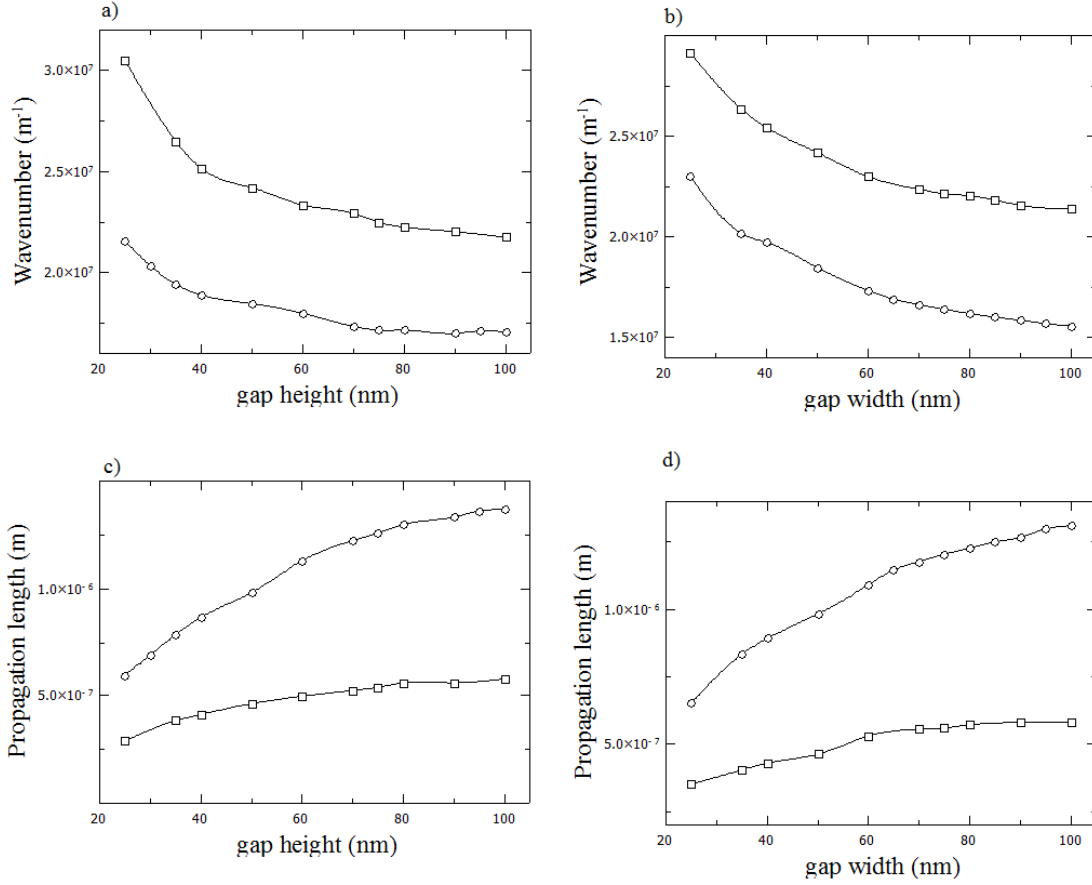 a)
Wavenumber (m⁻¹)
3.0×10⁷
2.5×10⁷
2.0×10⁷
20 40 60 80 100
gap height (nm)
b)
Wavenumber (m⁻¹)
2.5×10⁷
2.0×10⁷
1.5×10⁷
20 40 60 80 100
gap width (nm)
c)
Propagation length (m)
1.0×10⁻⁶
5.0×10⁻⁷
20 40 60 80 100
gap height (nm)
d)
Propagation length (m)
1.0×10⁻⁶
5.0×10⁻⁷
20 40 60 80 100
gap width (nm)